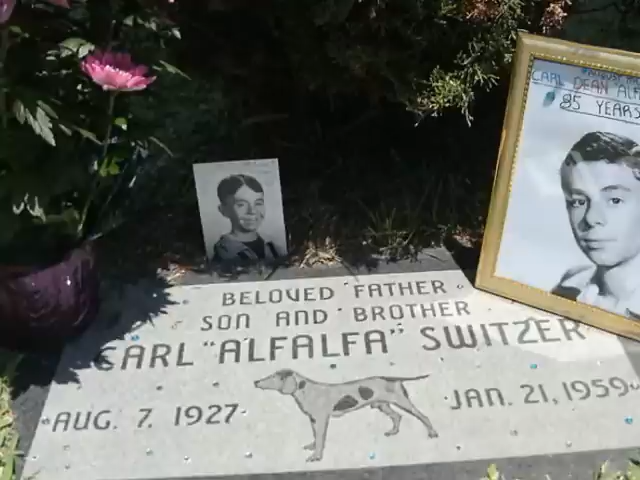 CARL DEAN
85 YEARS
BELOVED FATHER
SON AND BROTHER
CARL "ALFALFA" SWITZER
AUG. 7. 1927
JAN. 21, 1959